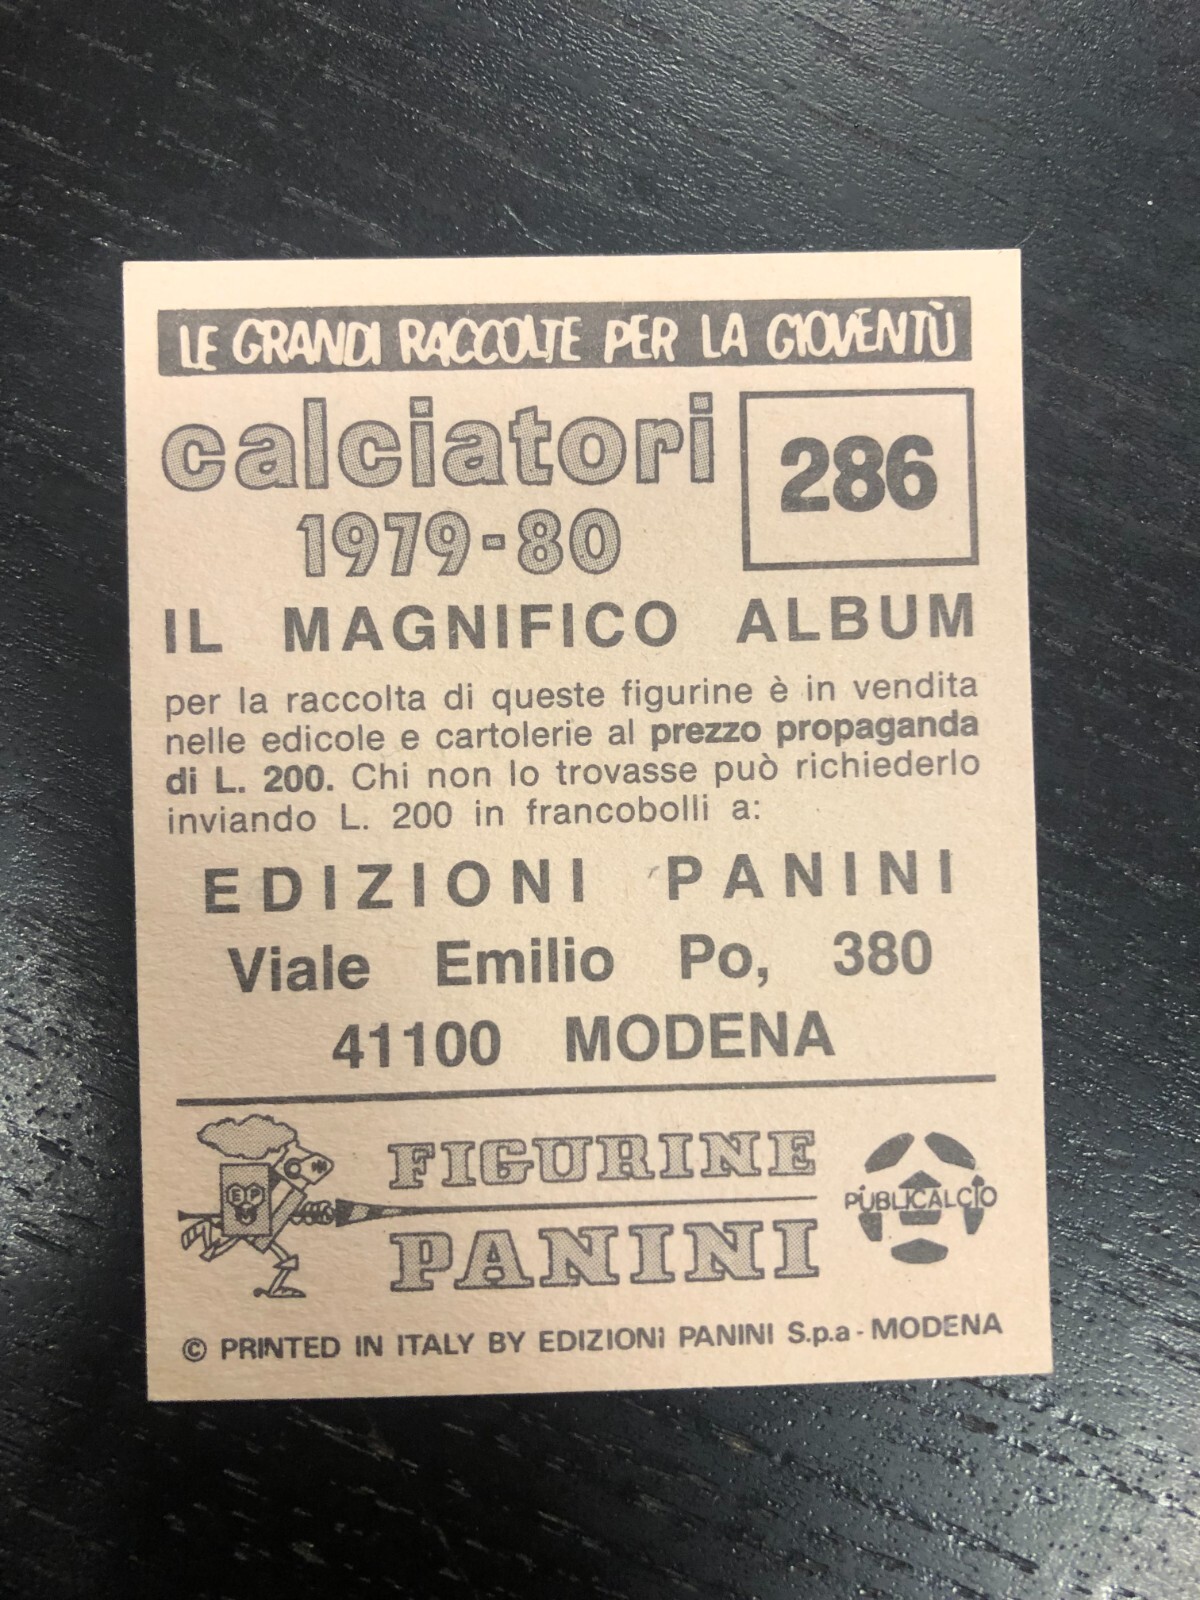 LE GRANDI RACCOLTE PER LA GIOVENTÙ
calciatori
1979-80
286
IL MAGNIFICO ALBUM
per la raccolta di queste figurine è in vendita
nelle edicole e cartolerie al prezzo propaganda
di L. 200. Chi non lo trovasse può richiederlo
inviando L. 200 in francobolli a:
EDIZIONI PANINI
Viale Emilio Po, 380
41100 MODENA
EP
FIGURINE
PANINI
PUBLICALCIO
© PRINTED IN ITALY BY EDIZIONI PANINI S.p.a - MODENA